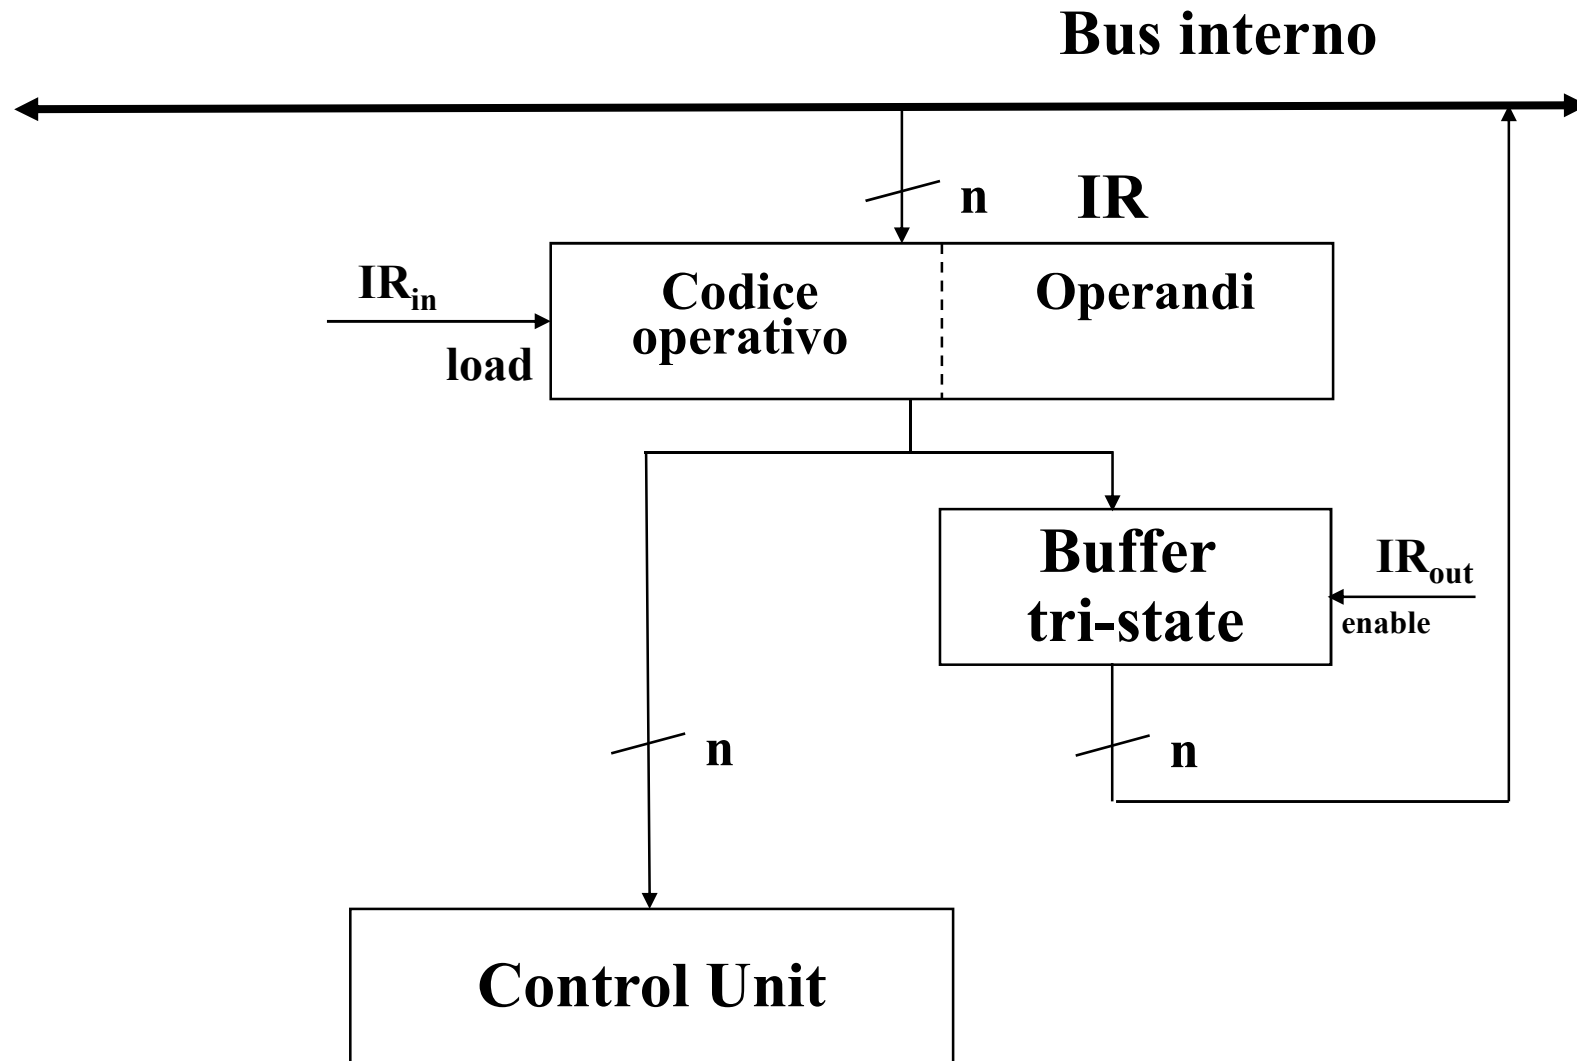 Bus interno
n
IR
IRin
load
Codice
operativo
Operandi
Buffer
tri-state
IRout
enable
n
n
Control Unit